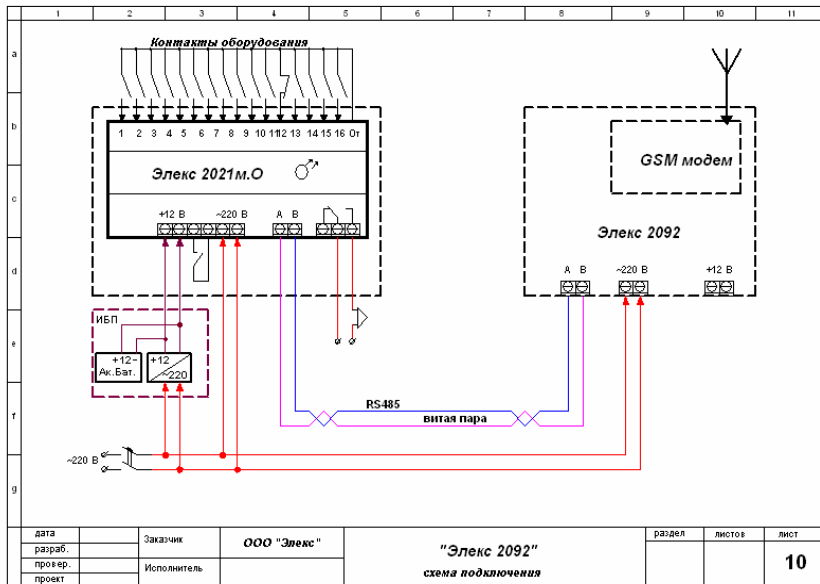 1 2 3 4 5 6 7 8 9 10 11
a
Контакты оборудования
b
1 2 3 4 5 6 7 8 9 10 11 12 13 14 15 16 От
GSM модем
Элекс 2021м.О
c
+12 В ~220 В А В
Элекс 2092
d
А В ~220 В +12 В
e
ИБП
+12- Ак.Бат.
+12 ~220
f
RS485
витая пара
~220 В
g
дата
разраб.
провер.
проект
Заказчик
Исполнитель
ООО "Элекс"
"Элекс 2092"
схема подключения
раздел листов лист
10